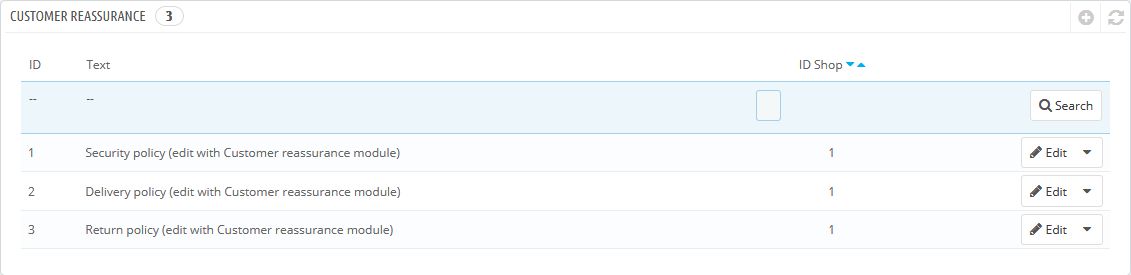 CUSTOMER REASSURANCE 3
ID Text ID Shop
-- -- Search
1 Security policy (edit with Customer reassurance module) 1 Edit
2 Delivery policy (edit with Customer reassurance module) 1 Edit
3 Return policy (edit with Customer reassurance module) 1 Edit